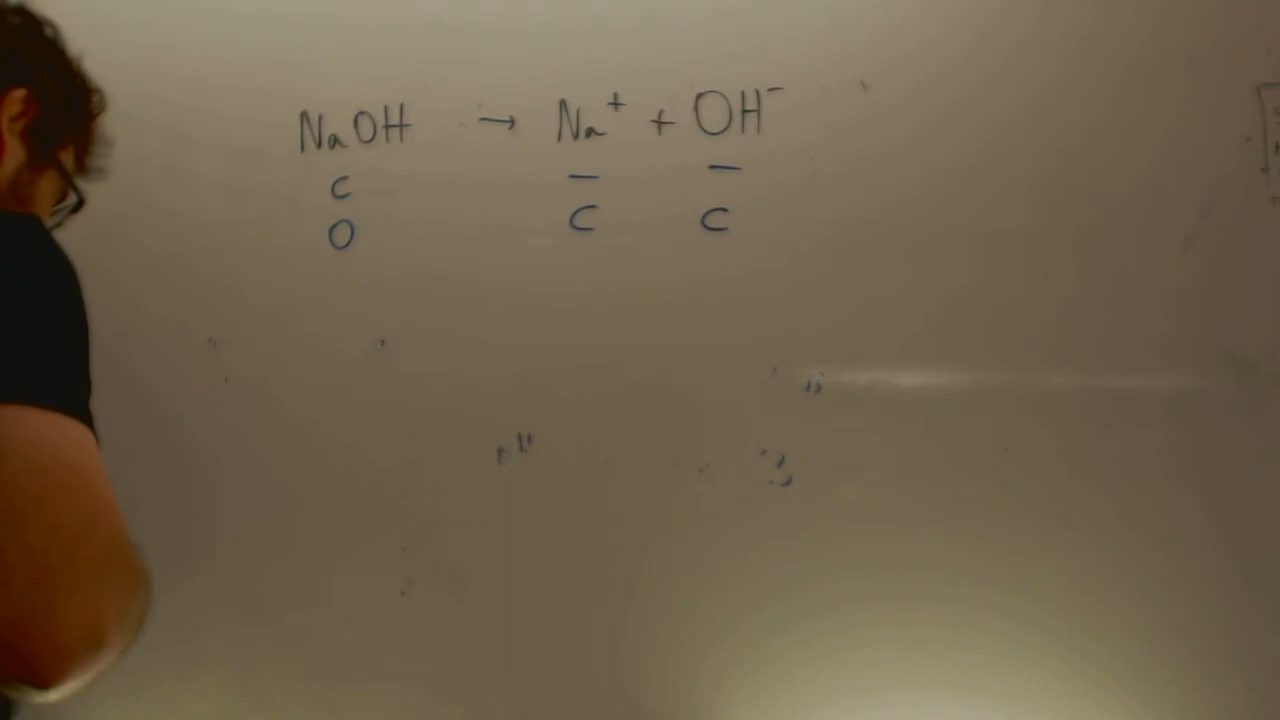 NaOH → Na⁺ + OH⁻
C — —
O C C